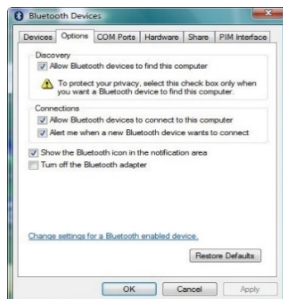 Bluetooth Devices
Devices Options COM Ports Hardware Share PIM Interface
Discovery
Allow Bluetooth devices to find this computer
To protect your privacy, select this check box only when
you want a Bluetooth device to find this computer.
Connections
Allow Bluetooth devices to connect to this computer
Alert me when a new Bluetooth device wants to connect
Show the Bluetooth icon in the notification area
Turn off the Bluetooth adapter
Change settings for a Bluetooth enabled device.
Restore Defaults
OK Cancel Apply